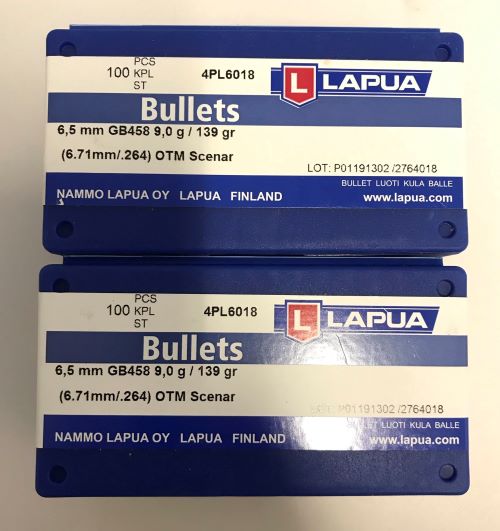 PCS
100 KPL 4PL6018
ST
L LAPUA
Bullets
6,5 mm GB458 9,0 g / 139 gr
(6.71mm/.264) OTM Scenar
LOT: P01191302 /2764018
BULLET LUOTI KULA BALLE
NAMMO LAPUA OY LAPUA FINLAND www.lapua.com
PCS
100 KPL 4PL6018
ST
L LAPUA
Bullets
6,5 mm GB458 9,0 g / 139 gr
(6.71mm/.264) OTM Scenar
LOT: P01191302 /2764018
BULLET LUOTI KULA BALLE
NAMMO LAPUA OY LAPUA FINLAND www.lapua.com